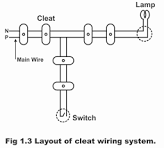 Lamp
Cleat
N
P
Main Wire
Switch
Fig 1.3 Layout of cleat wiring system.